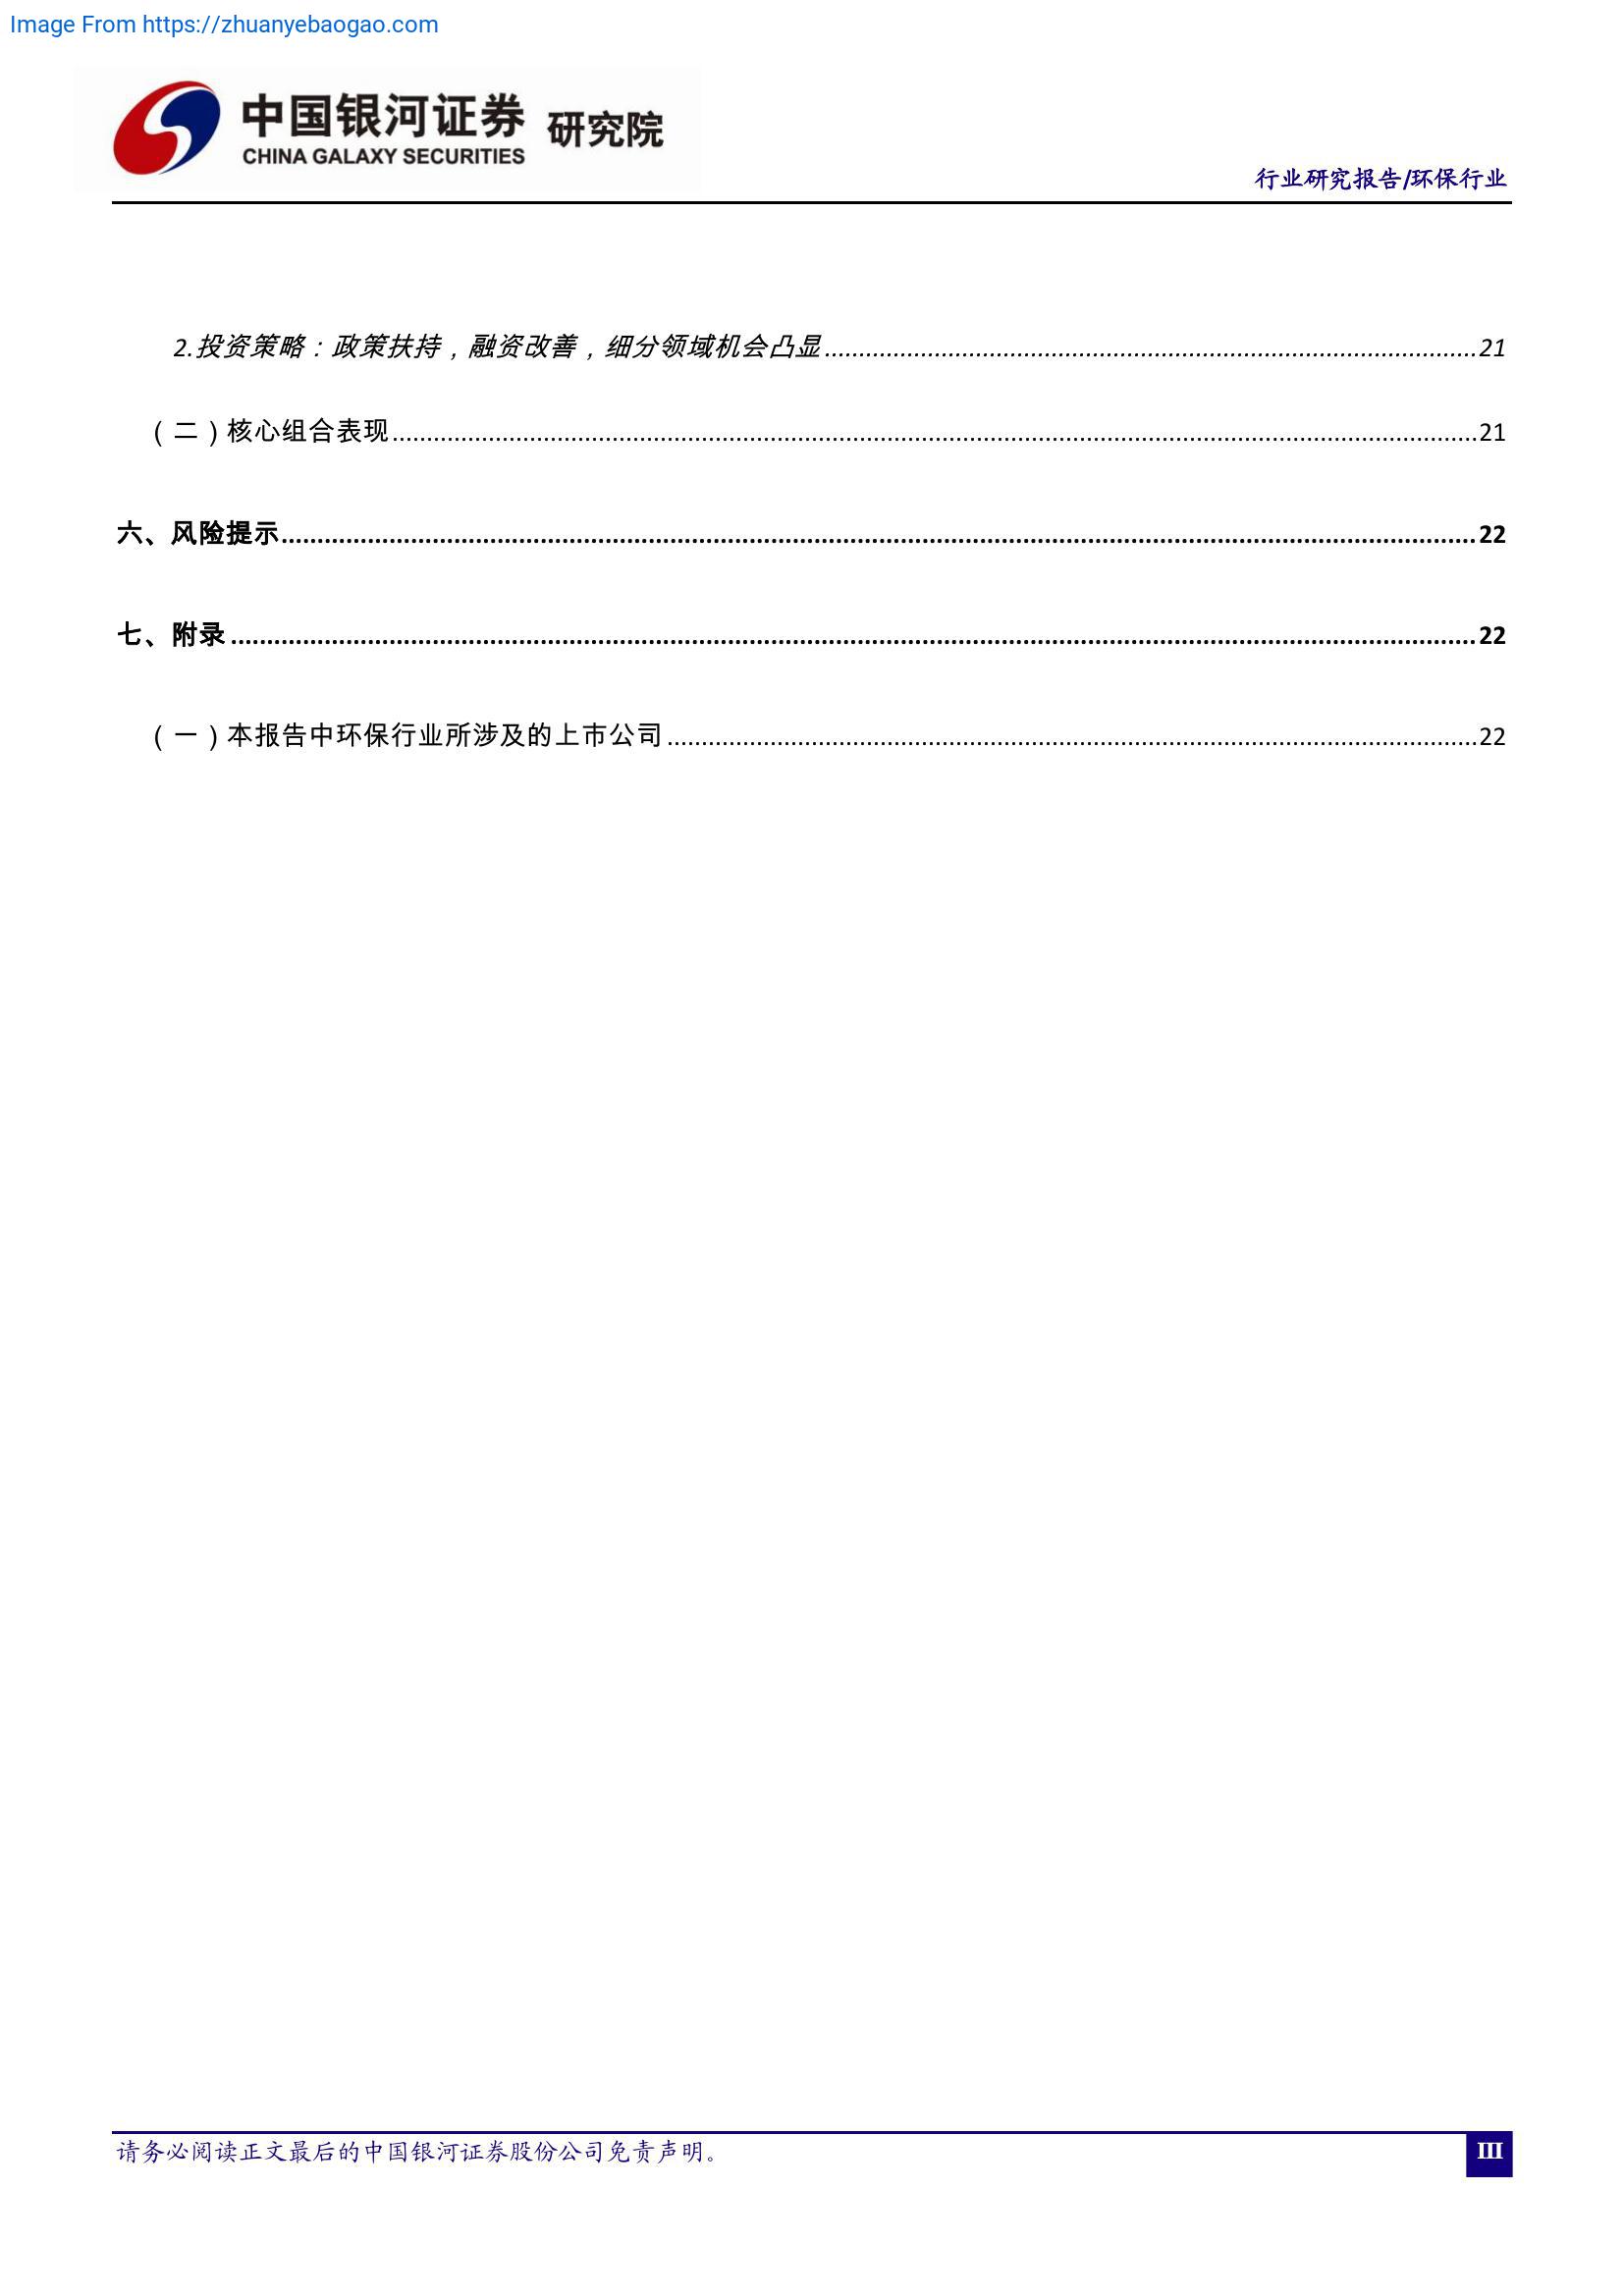 Image From https://zhuanyebaogao.com
中国银河证券 研究院
CHINA GALAXY SECURITIES
行业研究报告/环保行业
2.投资策略：政策扶持，融资改善，细分领域机会凸显........................................21
（二）核心组合表现........................................21
六、风险提示........................................22
七、附录........................................22
（一）本报告中环保行业所涉及的上市公司........................................22
请务必阅读正文最后的中国银河证券股份公司免责声明。
III